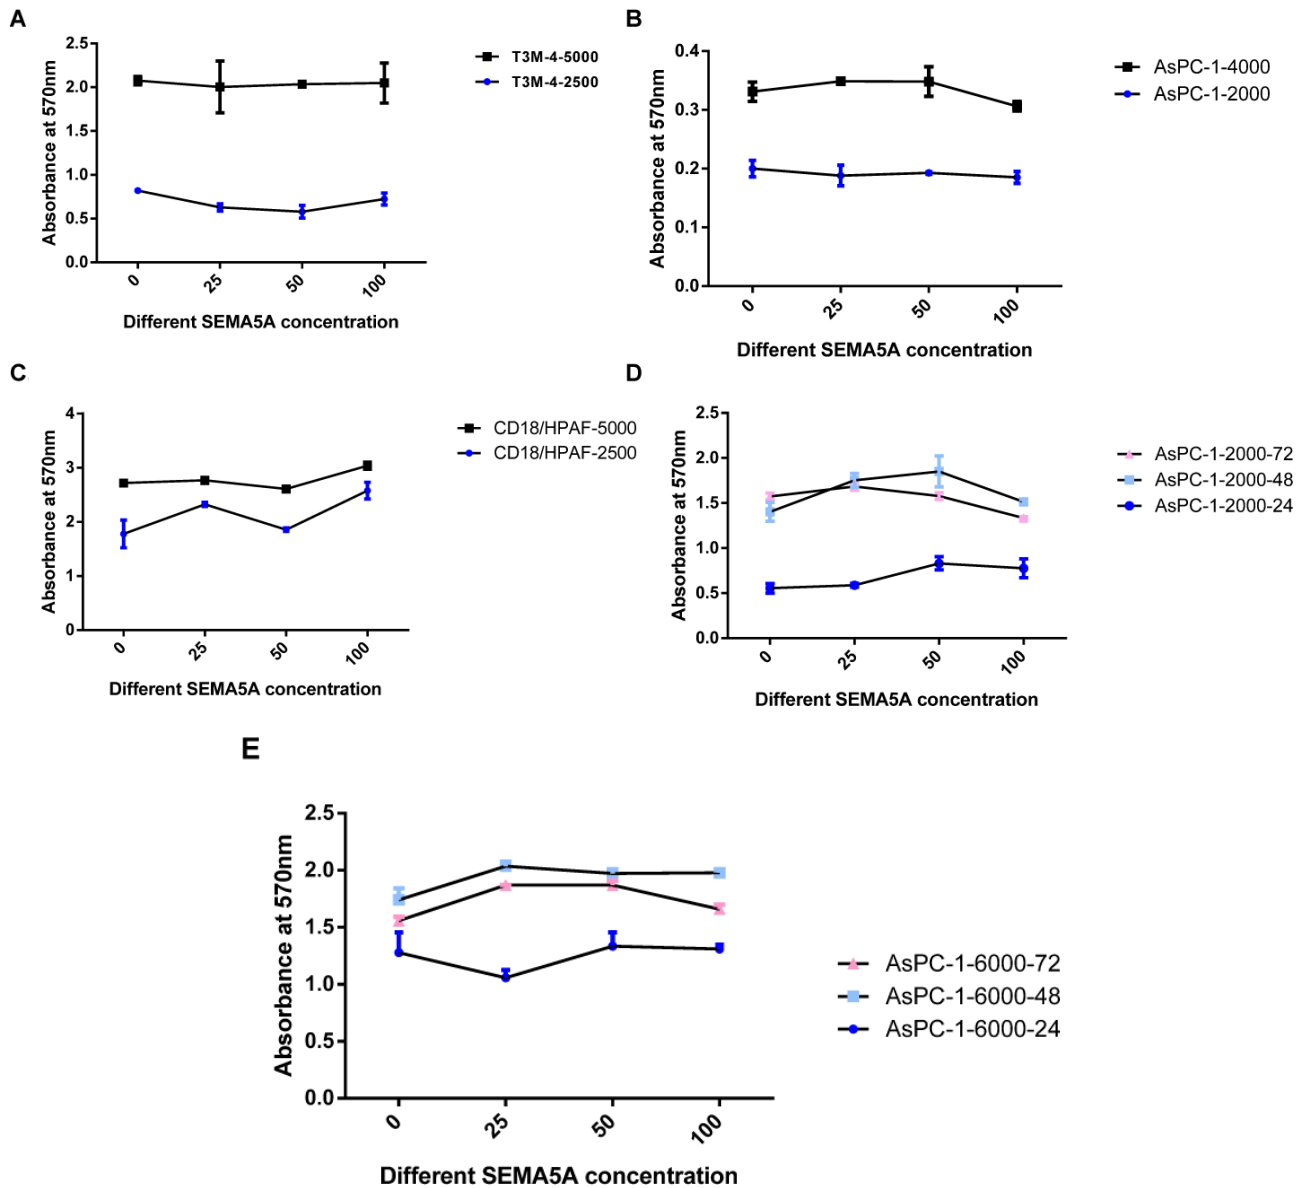 A
2.5
2.0
1.5
1.0
0.5
0.0
Absorbance at 570nm
0
25
50
100
Different SEMA5A concentration
T3M-4-5000
T3M-4-2500
B
0.4
0.3
0.2
0.1
0.0
Absorbance at 570nm
0
25
50
100
Different SEMA5A concentration
AsPC-1-4000
AsPC-1-2000
C
4
3
2
1
0
Absorbance at 570nm
0
25
50
100
Different SEMA5A concentration
CD18/HPAF-5000
CD18/HPAF-2500
D
2.5
2.0
1.5
1.0
0.5
0.0
Absorbance at 570nm
0
25
50
100
Different SEMA5A concentration
AsPC-1-2000-72
AsPC-1-2000-48
AsPC-1-2000-24
E
2.5
2.0
1.5
1.0
0.5
0.0
Absorbance at 570nm
0
25
50
100
Different SEMA5A concentration
AsPC-1-6000-72
AsPC-1-6000-48
AsPC-1-6000-24